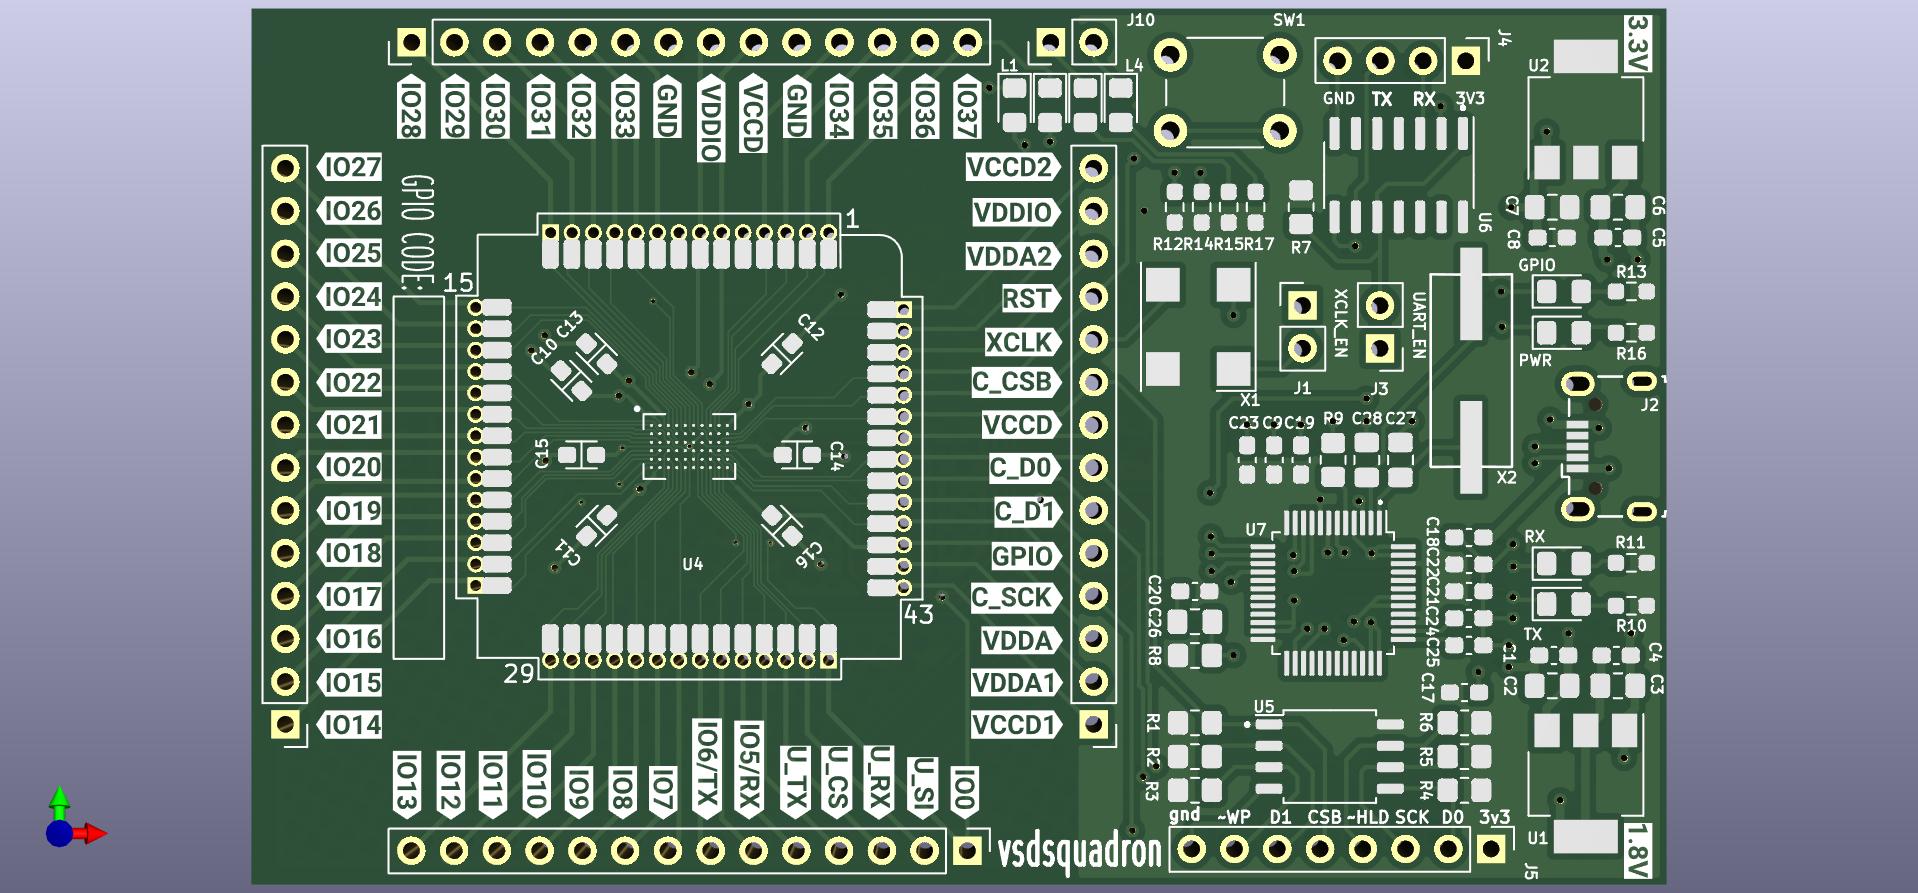 J10
SW1
J4
3.3V
L1
L4
U2
IO28
IO29
IO30
IO31
IO32
IO33
GND
VDDIO
VCCD
GND
IO34
IO35
IO36
IO37
GND
TX
RX
3V3
IO27
IO26
IO25
IO24
IO23
IO22
IO21
IO20
IO19
IO18
IO17
IO16
IO15
IO14
GPIO CODE:
1
15
29
43
C13
C10
C12
C15
C14
C11
C16
U4
VCCD2
VDDIO
VDDA2
RST
XCLK
C_CSB
VCCD
C_D0
C_D1
GPIO
C_SCK
VDDA
VDDA1
VCCD1
R12
R14
R15
R17
R7
U6
C7
C6
C8
C5
GPIO
R13
PWR
R16
XCLK_EN
UART_EN
J1
J3
X1
J2
C23
C9
C19
R9
C28
C27
X2
U7
C18
C22
C21
C24
C25
RX
R11
TX
R10
C20
C26
R8
C1
C4
C2
C3
C17
U5
R1
R2
R3
R6
R5
R4
IO13
IO12
IO11
IO10
IO9
IO8
IO7
IO6/TX
IO5/RX
U_TX
U_CS
U_RX
U_SI
IO0
gnd
~WP
D1
CSB
~HLD
SCK
D0
3v3
vsdsquadron
U1
1.8V
J5